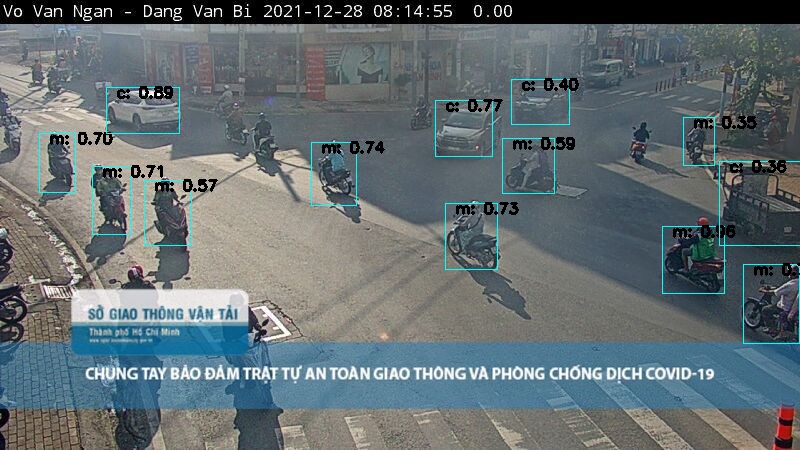 Vo Van Ngan - Dang Van Bi 2021-12-28 08:14:55 0.00
c: 0.89
c: 0.40
c: 0.77
m: 0.35
m: 0.70
m: 0.74
m: 0.59
m: 0.71
c: 0.36
m: 0.57
m: 0.73
m: 0.96
m: 0.
SỞ GIAO THÔNG VẬN TẢI
Thành phố Hồ Chí Minh
CHUNG TAY BẢO ĐẢM TRẬT TỰ AN TOÀN GIAO THÔNG VÀ PHÒNG CHỐNG DỊCH COVID-19